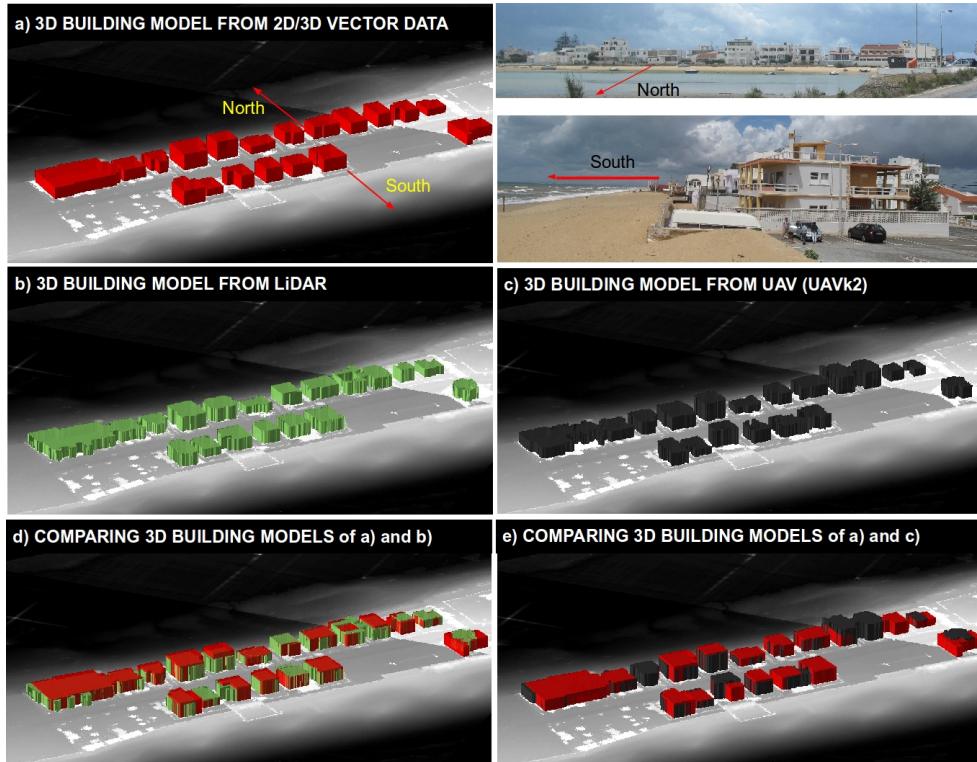 a) 3D BUILDING MODEL FROM 2D/3D VECTOR DATA
North
South
North
South
b) 3D BUILDING MODEL FROM LiDAR
c) 3D BUILDING MODEL FROM UAV (UAVk2)
d) COMPARING 3D BUILDING MODELS of a) and b)
e) COMPARING 3D BUILDING MODELS of a) and c)